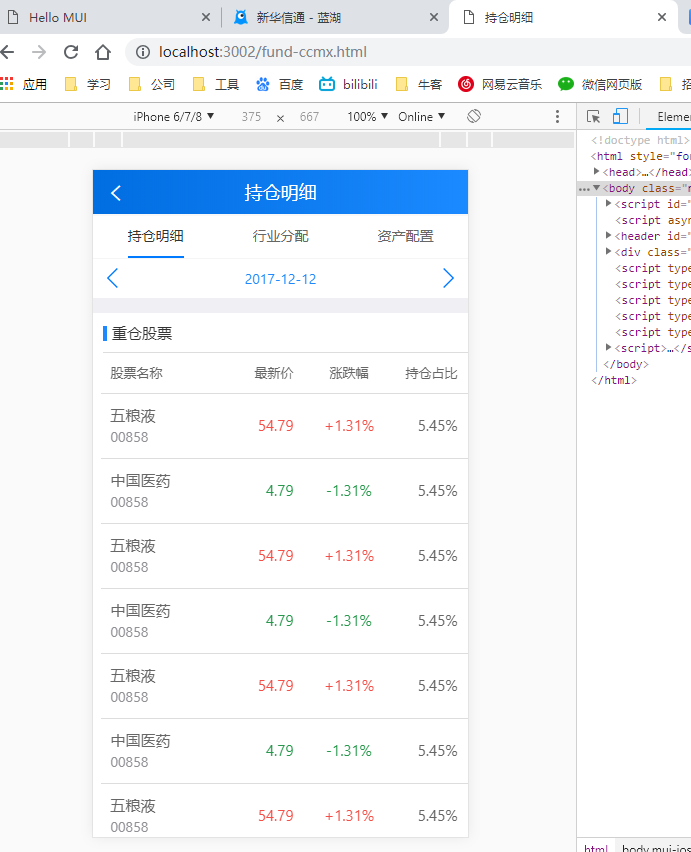 Hello MUI × 新华信通 - 蓝湖 × 持仓明细 ×
localhost:3002/fund-ccmx.html
应用 学习 公司 工具 百度 bilibili 牛客 网易云音乐 微信网页版
iPhone 6/7/8 ▼ 375 × 667 100% ▼ Online ▼
Elemen
<!doctype html>
<html style="fon
<head>…</head>
<body class="m
<script id="
<script asyn
<header id="
<div class="
<script type
<script type
<script type
<script type
<script type
<script>…</s
</body>
</html>
html body.mui-ios
持仓明细
持仓明细 行业分配 资产配置
2017-12-12
重仓股票
股票名称 最新价 涨跌幅 持仓占比
五粮液
00858 54.79 +1.31% 5.45%
中国医药
00858 4.79 -1.31% 5.45%
五粮液
00858 54.79 +1.31% 5.45%
中国医药
00858 4.79 -1.31% 5.45%
五粮液
00858 54.79 +1.31% 5.45%
中国医药
00858 4.79 -1.31% 5.45%
五粮液
00858 54.79 +1.31% 5.45%